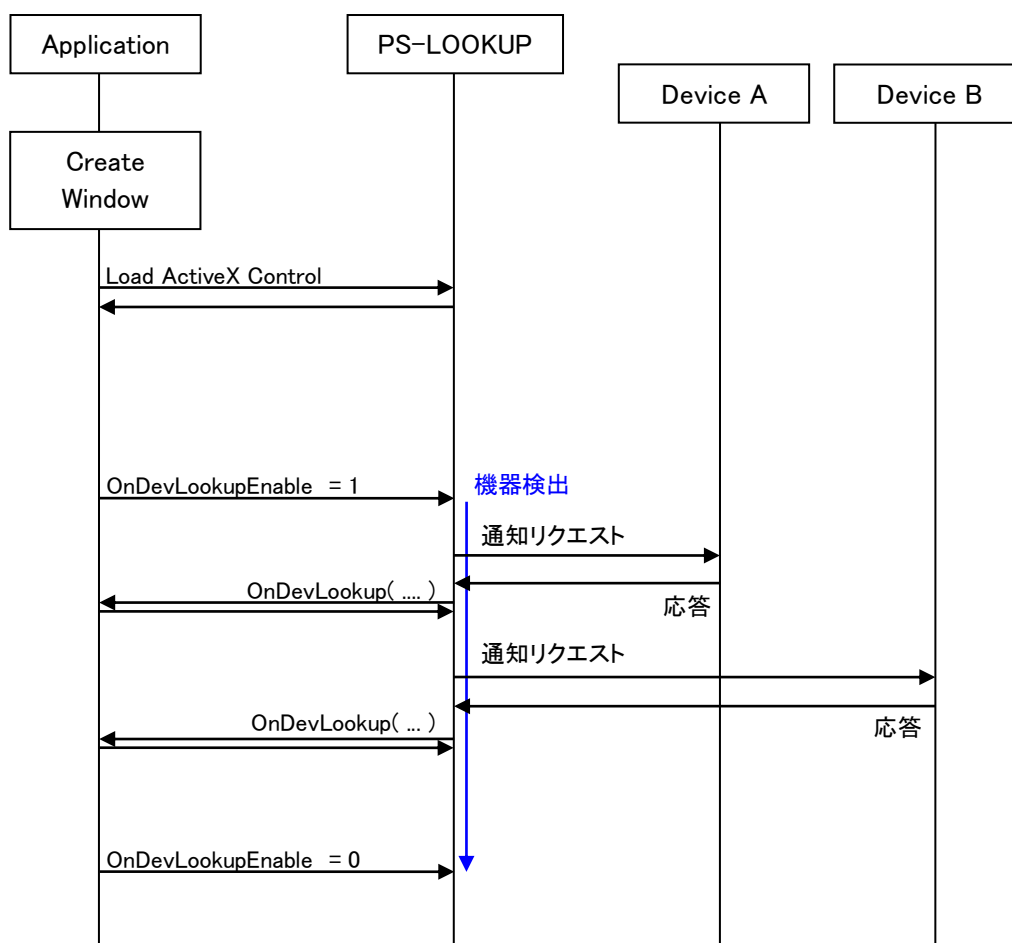 Application
PS-LOOKUP
Device A
Device B
Create
Window
Load ActiveX Control
OnDevLookupEnable = 1
機器検出
通知リクエスト
OnDevLookup( .... )
応答
通知リクエスト
OnDevLookup( ... )
応答
OnDevLookupEnable = 0